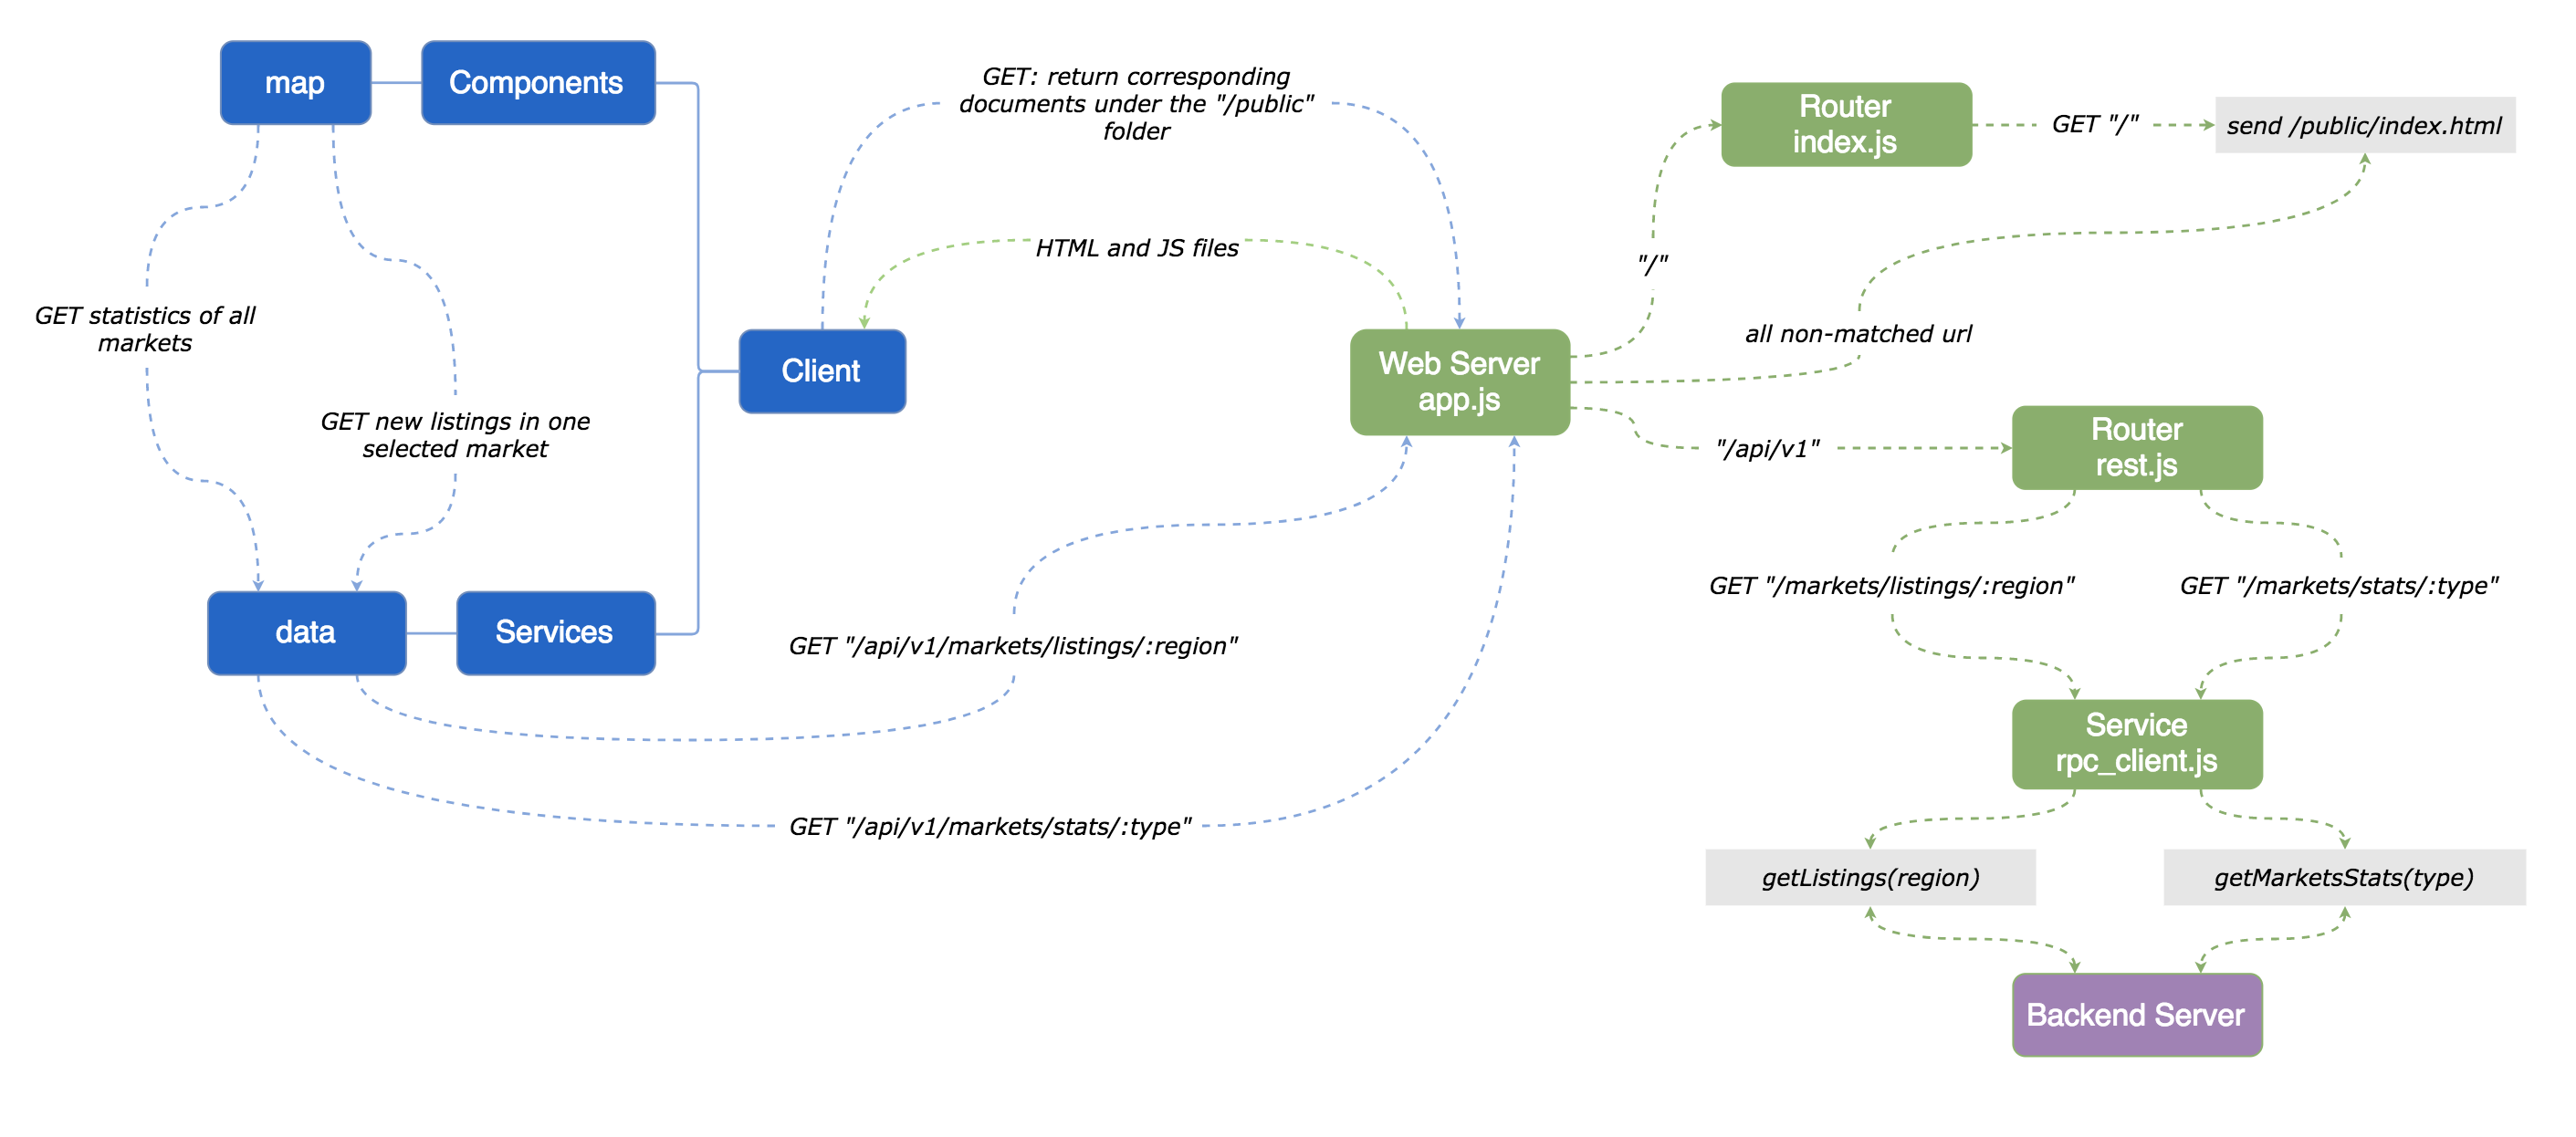 map
Components
GET: return corresponding
documents under the "/public"
folder
Router
index.js
GET "/"
send /public/index.html
HTML and JS files
"/"
GET statistics of all
markets
all non-matched url
Client
Web Server
app.js
GET new listings in one
selected market
"/api/v1"
Router
rest.js
GET "/markets/listings/:region"
GET "/markets/stats/:type"
data
Services
GET "/api/v1/markets/listings/:region"
Service
rpc_client.js
GET "/api/v1/markets/stats/:type"
getListings(region)
getMarketsStats(type)
Backend Server